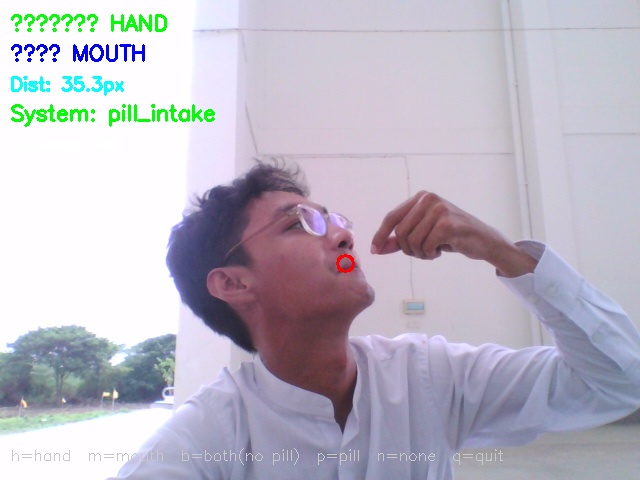 ??????? HAND
???? MOUTH
Dist: 35.3px
System: pill_intake
h=hand m=mouth b=both(no pill) p=pill n=none q=quit